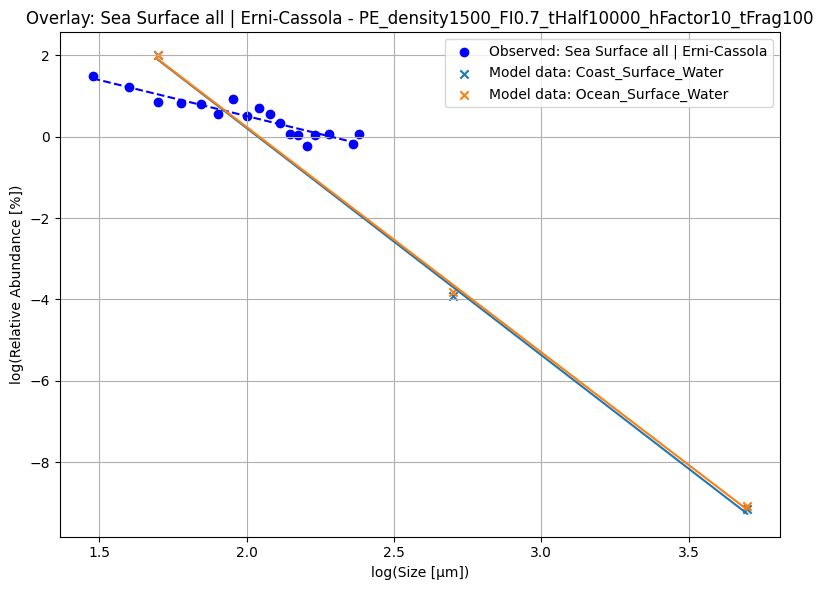 Overlay: Sea Surface all | Erni-Cassola - PE_density1500_FI0.7_tHalf10000_hFactor10_tFrag100
Observed: Sea Surface all | Erni-Cassola
Model data: Coast_Surface_Water
Model data: Ocean_Surface_Water
log(Relative Abundance [%])
2
0
−2
−4
−6
−8
1.5
2.0
2.5
3.0
3.5
log(Size [μm])